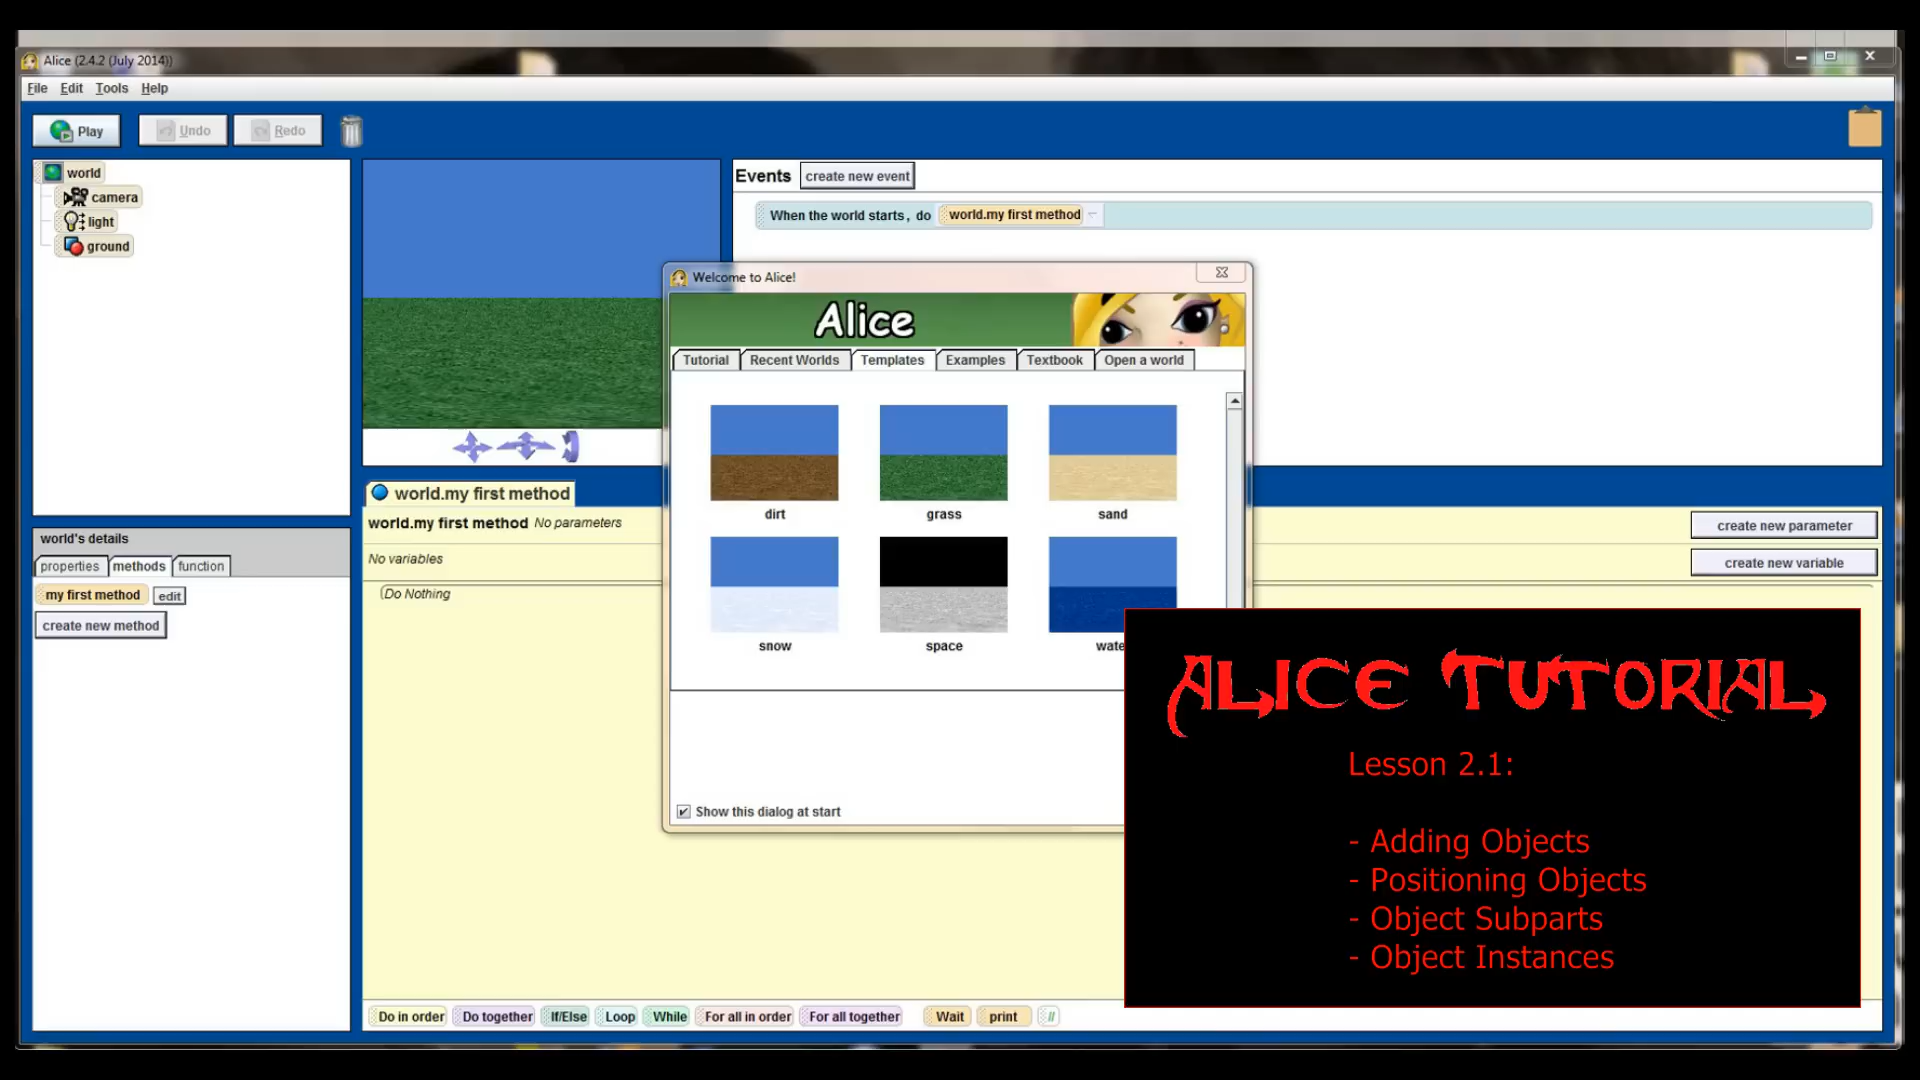 Alice (2.4.2 (July 2014))
File Edit Tools Help
Play Undo Redo
world
camera
light
ground
Events create new event
When the world starts, do world.my first method
Welcome to Alice!
Alice
Tutorial Recent Worlds Templates Examples Textbook Open a world
dirt grass sand
snow space wate
Show this dialog at start
world's details
properties methods function
my first method edit
create new method
world.my first method
world.my first method No parameters
create new parameter
No variables
create new variable
(Do Nothing
Do in order Do together If/Else Loop While For all in order For all together Wait print //
ALICE TUTORIAL
Lesson 2.1:
- Adding Objects
- Positioning Objects
- Object Subparts
- Object Instances